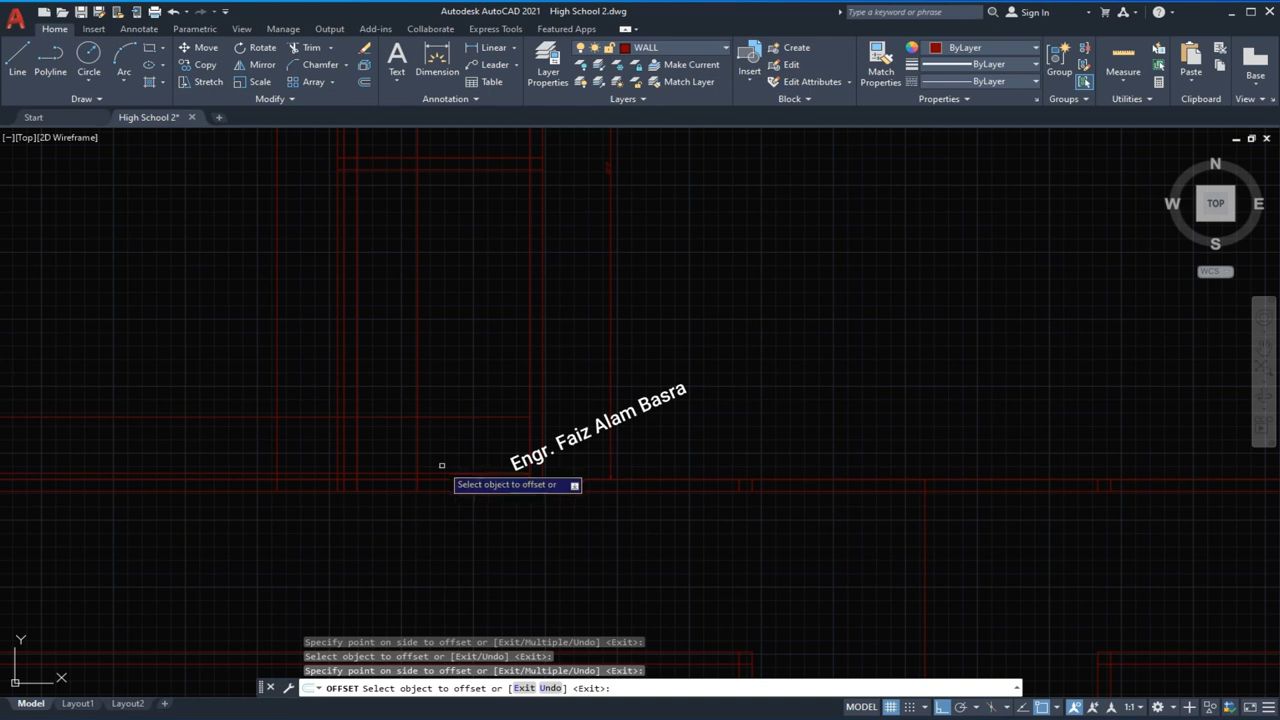 Autodesk AutoCAD 2021 High School 2.dwg
Type a keyword or phrase
Sign In
Home Insert Annotate Parametric View Manage Output Add-ins Collaborate Express Tools Featured Apps
Line Polyline Circle Arc
Move Rotate Trim
Copy Mirror Chamfer
Stretch Scale Array
Text Dimension
Linear
Leader
Table
Layer Properties
WALL
Make Current
Match Layer
Insert
Create
Edit
Edit Attributes
Match Properties
ByLayer
ByLayer
ByLayer
Group
Measure
Paste
Base
Draw Modify Annotation Layers Block Properties Groups Utilities Clipboard View
Start High School 2*
[−][Top][2D Wireframe]
N
W TOP E
S
WCS
Engr. Faiz Alam Basra
Select object to offset or
Y
X
Specify point on side to offset or [Exit/Multiple/Undo] <Exit>:
Select object to offset or [Exit/Undo] <Exit>:
Specify point on side to offset or [Exit/Multiple/Undo] <Exit>:
OFFSET Select object to offset or [Exit Undo] <Exit>:
Model Layout1 Layout2 +
MODEL 1:1